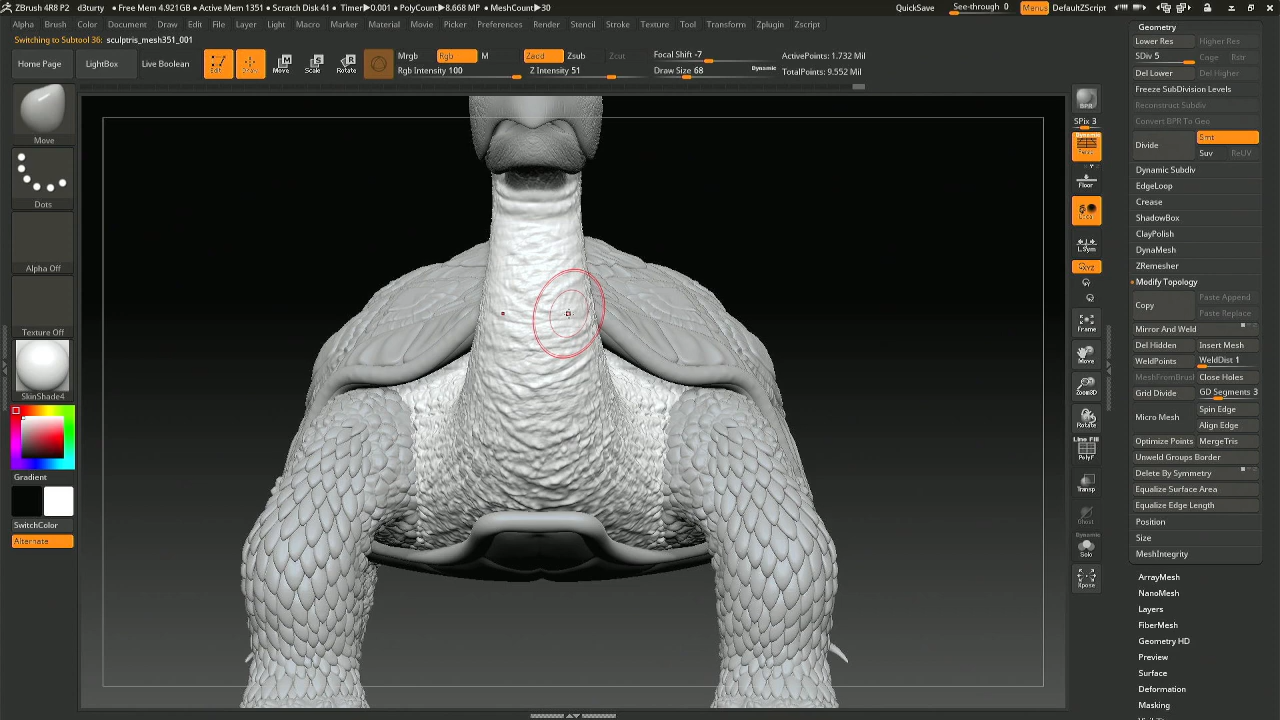 ZBrush 4R8 P2 d3turty • Free Mem 4.921GB • Active Mem 1351 • Scratch Disk 41 • Timer▶0.001 • PolyCount▶8.668 MP • MeshCount▶30 QuickSave See-through 0 Menus DefaultZScript
Alpha Brush Color Document Draw Edit File Layer Light Macro Marker Material Movie Picker Preferences Render Stencil Stroke Texture Tool Transform Zplugin Zscript
Switching to Subtool 36: sculptris_mesh351_001
Home Page LightBox Live Boolean Edit Draw Move Scale Rotate
Mrgb Rgb M Zadd Zsub Zcut Focal Shift -7 ActivePoints: 1.732 Mil
Rgb Intensity 100 Z Intensity 51 Draw Size 68 Dynamic TotalPoints: 9.552 Mil
Move
Dots
Alpha Off
Texture Off
SkinShade4
Gradient
SwitchColor
Alternate
BPR
SPix 3
Dynamic
Persp
Floor
Local
L.Sym
XYZ
Frame
Move
Zoom3D
Rotate
Line Fill
PolyF
Transp
Ghost
Dynamic
Solo
Xpose
Geometry
Lower Res Higher Res
SDiv 5 Cage Rstr
Del Lower Del Higher
Freeze SubDivision Levels
Reconstruct Subdiv
Convert BPR To Geo
Divide Smt
Suv ReUV
Dynamic Subdiv
EdgeLoop
Crease
ShadowBox
ClayPolish
DynaMesh
ZRemesher
Modify Topology
Copy Paste Append
Paste Replace
Mirror And Weld
Del Hidden Insert Mesh
WeldPoints WeldDist 1
MeshFromBrush Close Holes
Grid Divide GD Segments 3
Micro Mesh Spin Edge
Align Edge
Optimize Points MergeTris
Unweld Groups Border
Delete By Symmetry
Equalize Surface Area
Equalize Edge Length
Position
Size
MeshIntegrity
ArrayMesh
NanoMesh
Layers
FiberMesh
Geometry HD
Preview
Surface
Deformation
Masking